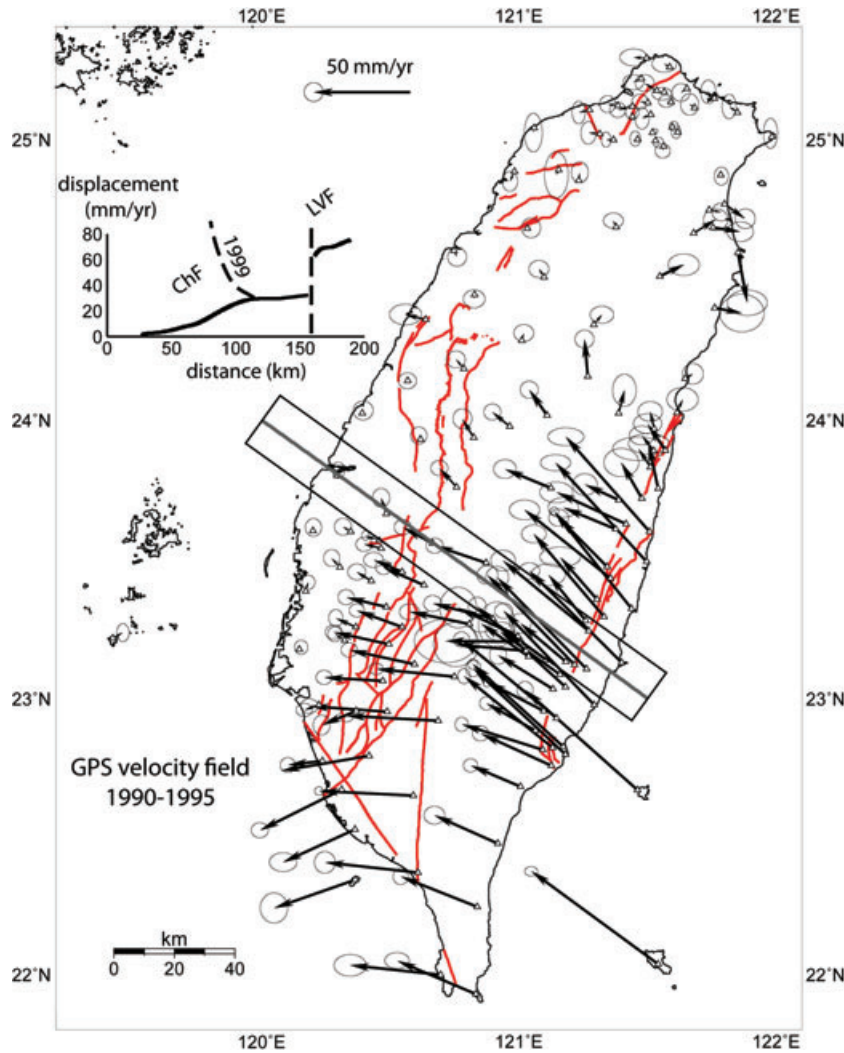 120˚E 121˚E 122˚E
50 mm/yr
25˚N 25˚N
displacement
(mm/yr)
LVF
80
60
40
20
0
ChF
1999
0 50 100 150 200
distance (km)
24˚N 24˚N
23˚N 23˚N
GPS velocity field
1990-1995
km
0 20 40
22˚N 22˚N
120˚E 121˚E 122˚E